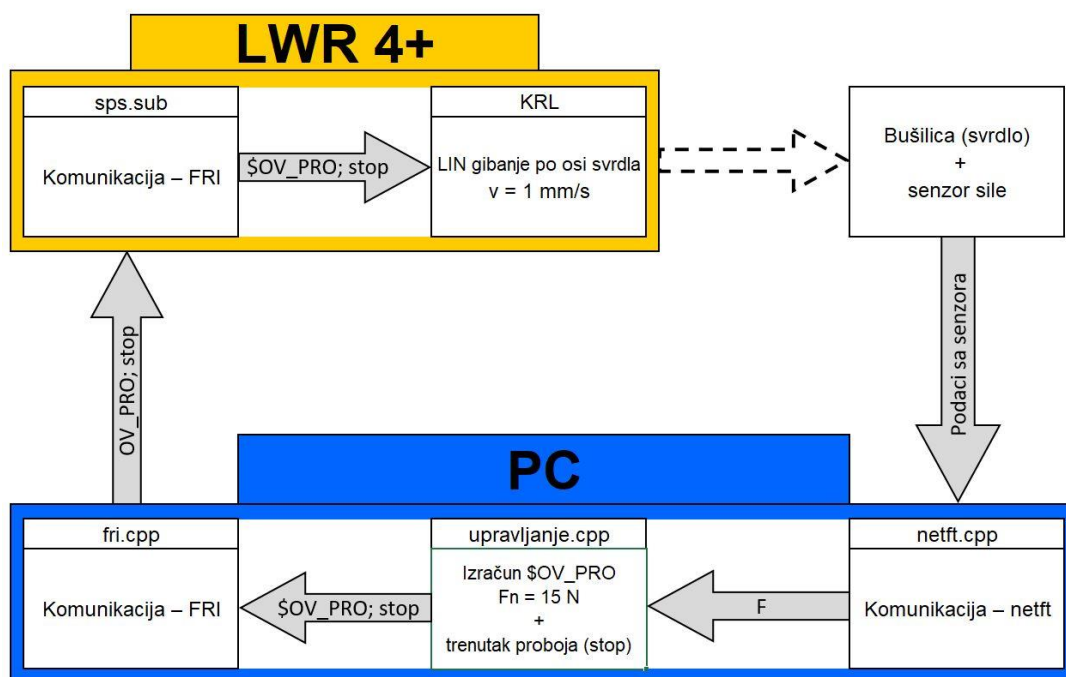 LWR 4+
sps.sub
Komunikacija – FRI
$OV_PRO; stop
KRL
LIN gibanje po osi svrdla
v = 1 mm/s
Bušilica (svrdlo)
+
senzor sile
OV_PRO; stop
Podaci sa senzora
PC
fri.cpp
Komunikacija – FRI
$OV_PRO; stop
upravljanje.cpp
Izračun $OV_PRO
Fn = 15 N
+
trenutak proboja (stop)
F
netft.cpp
Komunikacija – netft